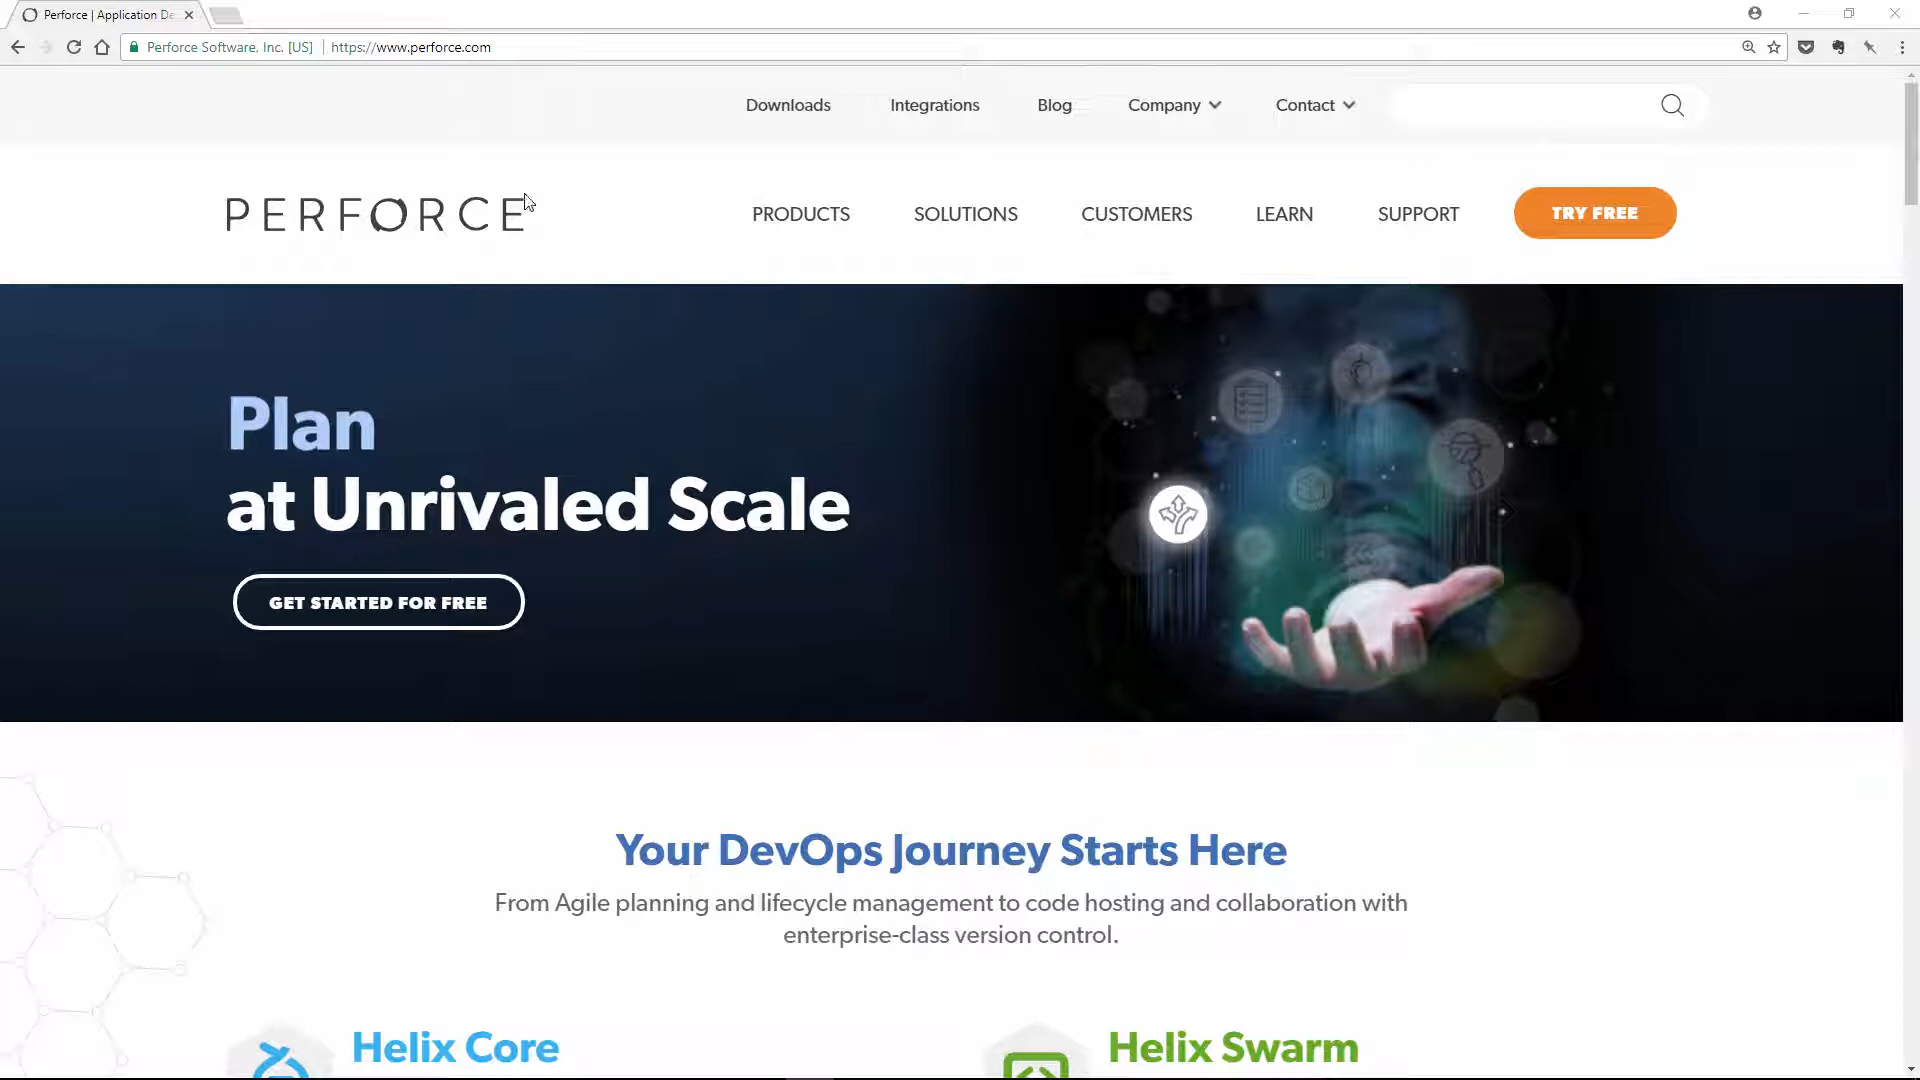 Perforce | Application De
Perforce Software, Inc. [US] https://www.perforce.com
Downloads Integrations Blog Company Contact
PERFORCE PRODUCTS SOLUTIONS CUSTOMERS LEARN SUPPORT TRY FREE
Plan
at Unrivaled Scale
GET STARTED FOR FREE
Your DevOps Journey Starts Here
From Agile planning and lifecycle management to code hosting and collaboration with
enterprise-class version control.
Helix Core Helix Swarm